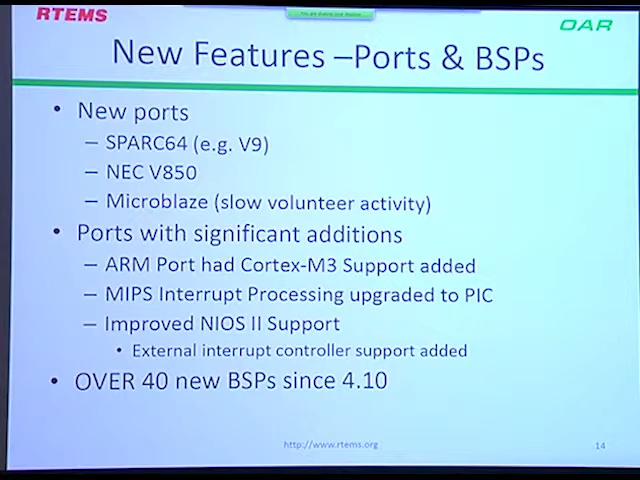 RTEMS
OAR
New Features –Ports & BSPs
• New ports
– SPARC64 (e.g. V9)
– NEC V850
– Microblaze (slow volunteer activity)
• Ports with significant additions
– ARM Port had Cortex-M3 Support added
– MIPS Interrupt Processing upgraded to PIC
– Improved NIOS II Support
• External interrupt controller support added
• OVER 40 new BSPs since 4.10
http://www.rtems.org
14